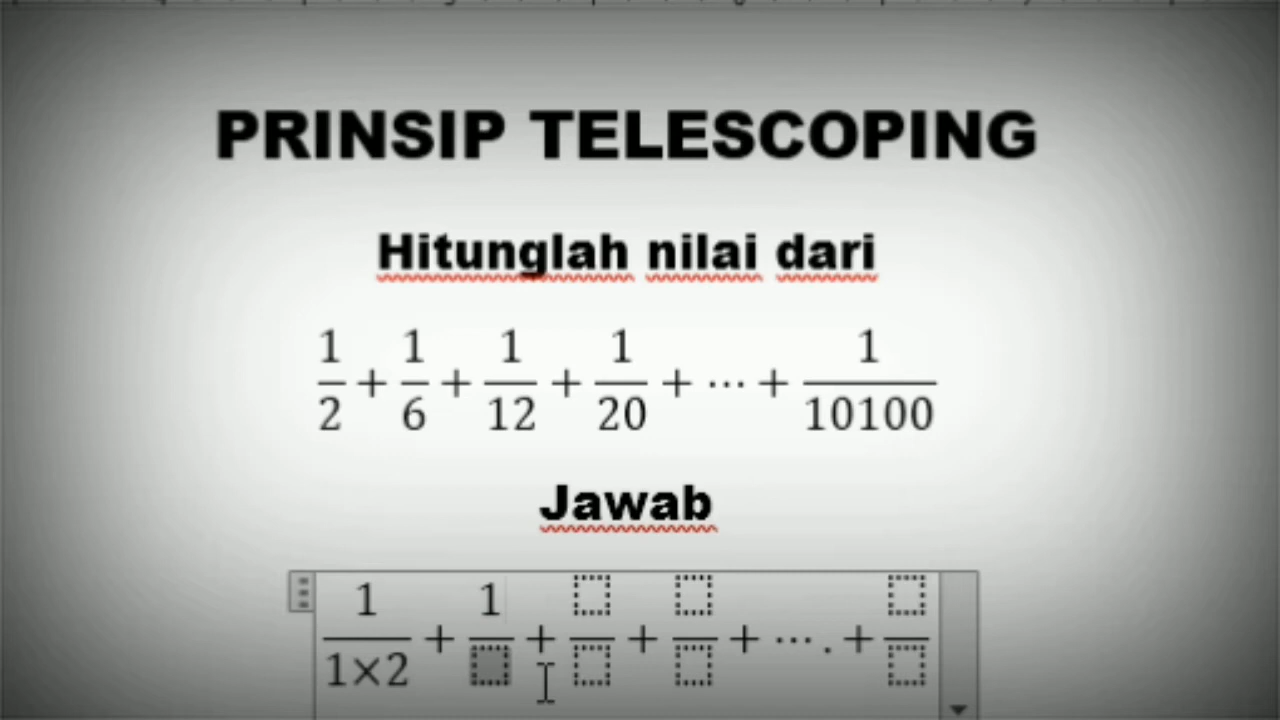 PRINSIP TELESCOPING
Hitunglah nilai dari
1/2 + 1/6 + 1/12 + 1/20 + ··· + 1/10100
Jawab
1/1×2 + 1/⬚ + ⬚/⬚ + ⬚/⬚ + ···. + ⬚/⬚